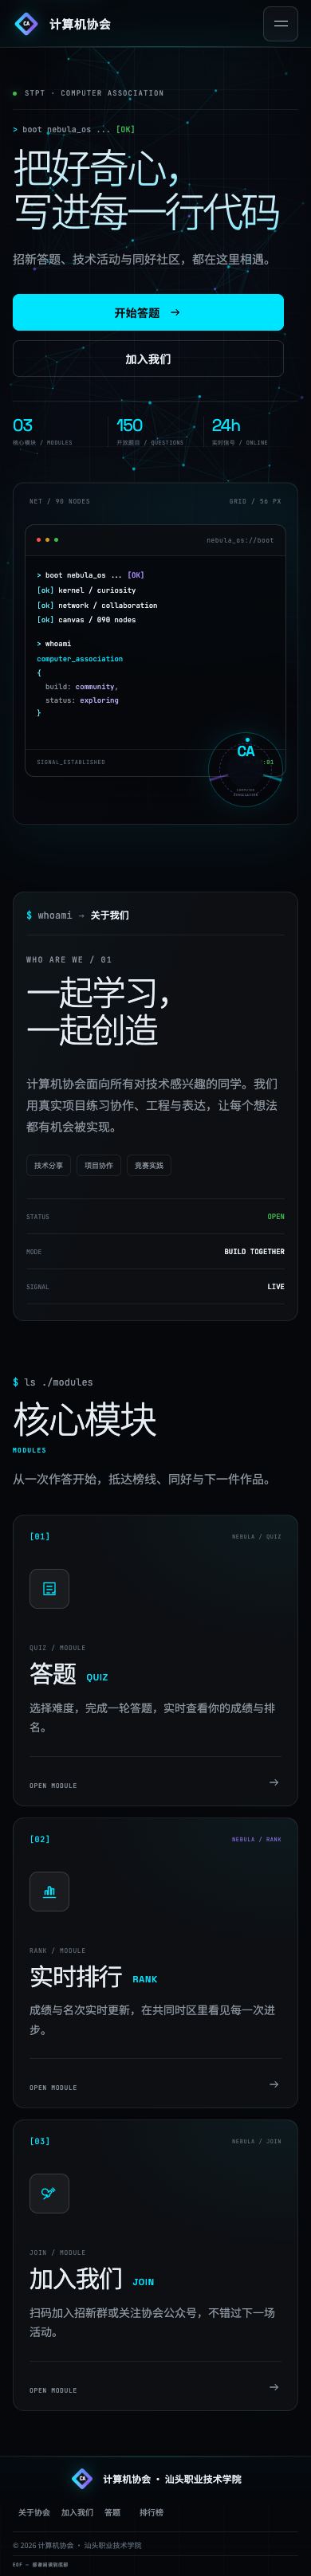 CA 计算机协会
STPT · COMPUTER ASSOCIATION
> boot nebula_os ... [OK]
把好奇心，
写进每一行代码
招新答题、技术活动与同好社区，都在这里相遇。
开始答题 →
加入我们
03 150 24h
核心模块 / MODULES 开放题目 / QUESTIONS 实时信号 / ONLINE
NET / 90 NODES GRID / 56 PX
nebula_os://boot
> boot nebula_os ... [OK]
[ok] kernel / curiosity
[ok] network / collaboration
[ok] canvas / 090 nodes
> whoami
computer_association
{
build: community,
status: exploring
}
SIGNAL_ESTABLISHED
CA
COMPUTER
ASSOCIATION
$ whoami → 关于我们
WHO ARE WE / 01
一起学习，
一起创造
计算机协会面向所有对技术感兴趣的同学。我们
用真实项目练习协作、工程与表达，让每个想法
都有机会被实现。
技术分享 项目协作 竞赛实践
STATUS OPEN
MODE BUILD TOGETHER
SIGNAL LIVE
$ ls ./modules
核心模块
MODULES
从一次作答开始，抵达榜线、同好与下一件作品。
[01] NEBULA / QUIZ
QUIZ / MODULE
答题 QUIZ
选择难度，完成一轮答题，实时查看你的成绩与排
名。
OPEN MODULE →
[02] NEBULA / RANK
RANK / MODULE
实时排行 RANK
成绩与名次实时更新，在共同时区里看见每一次进
步。
OPEN MODULE →
[03] NEBULA / JOIN
JOIN / MODULE
加入我们 JOIN
扫码加入招新群或关注协会公众号，不错过下一场
活动。
OPEN MODULE →
CA 计算机协会 · 汕头职业技术学院
关于协会 加入我们 答题 排行榜
© 2026 计算机协会 · 汕头职业技术学院